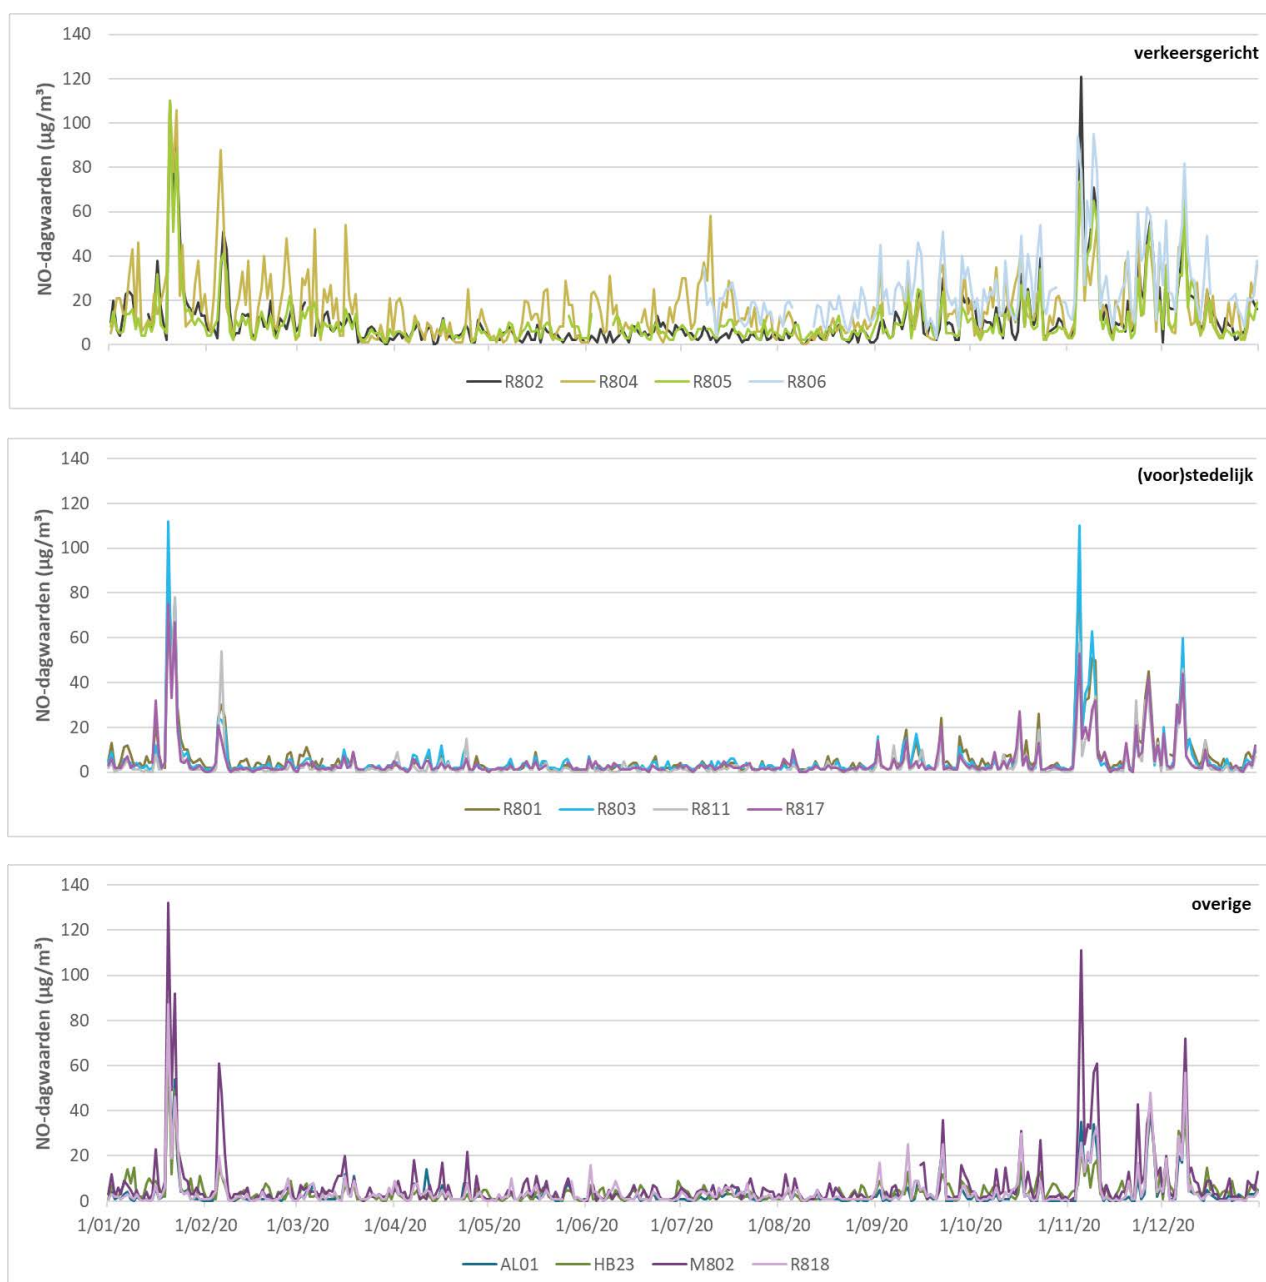 verkeersgericht
NO-dagwaarden (µg/m³)
140
120
100
80
60
40
20
0
R802 R804 R805 R806
(voor)stedelijk
NO-dagwaarden (µg/m³)
140
120
100
80
60
40
20
0
R801 R803 R811 R817
overige
NO-dagwaarden (µg/m³)
140
120
100
80
60
40
20
0
1/01/20 1/02/20 1/03/20 1/04/20 1/05/20 1/06/20 1/07/20 1/08/20 1/09/20 1/10/20 1/11/20 1/12/20
AL01 HB23 M802 R818